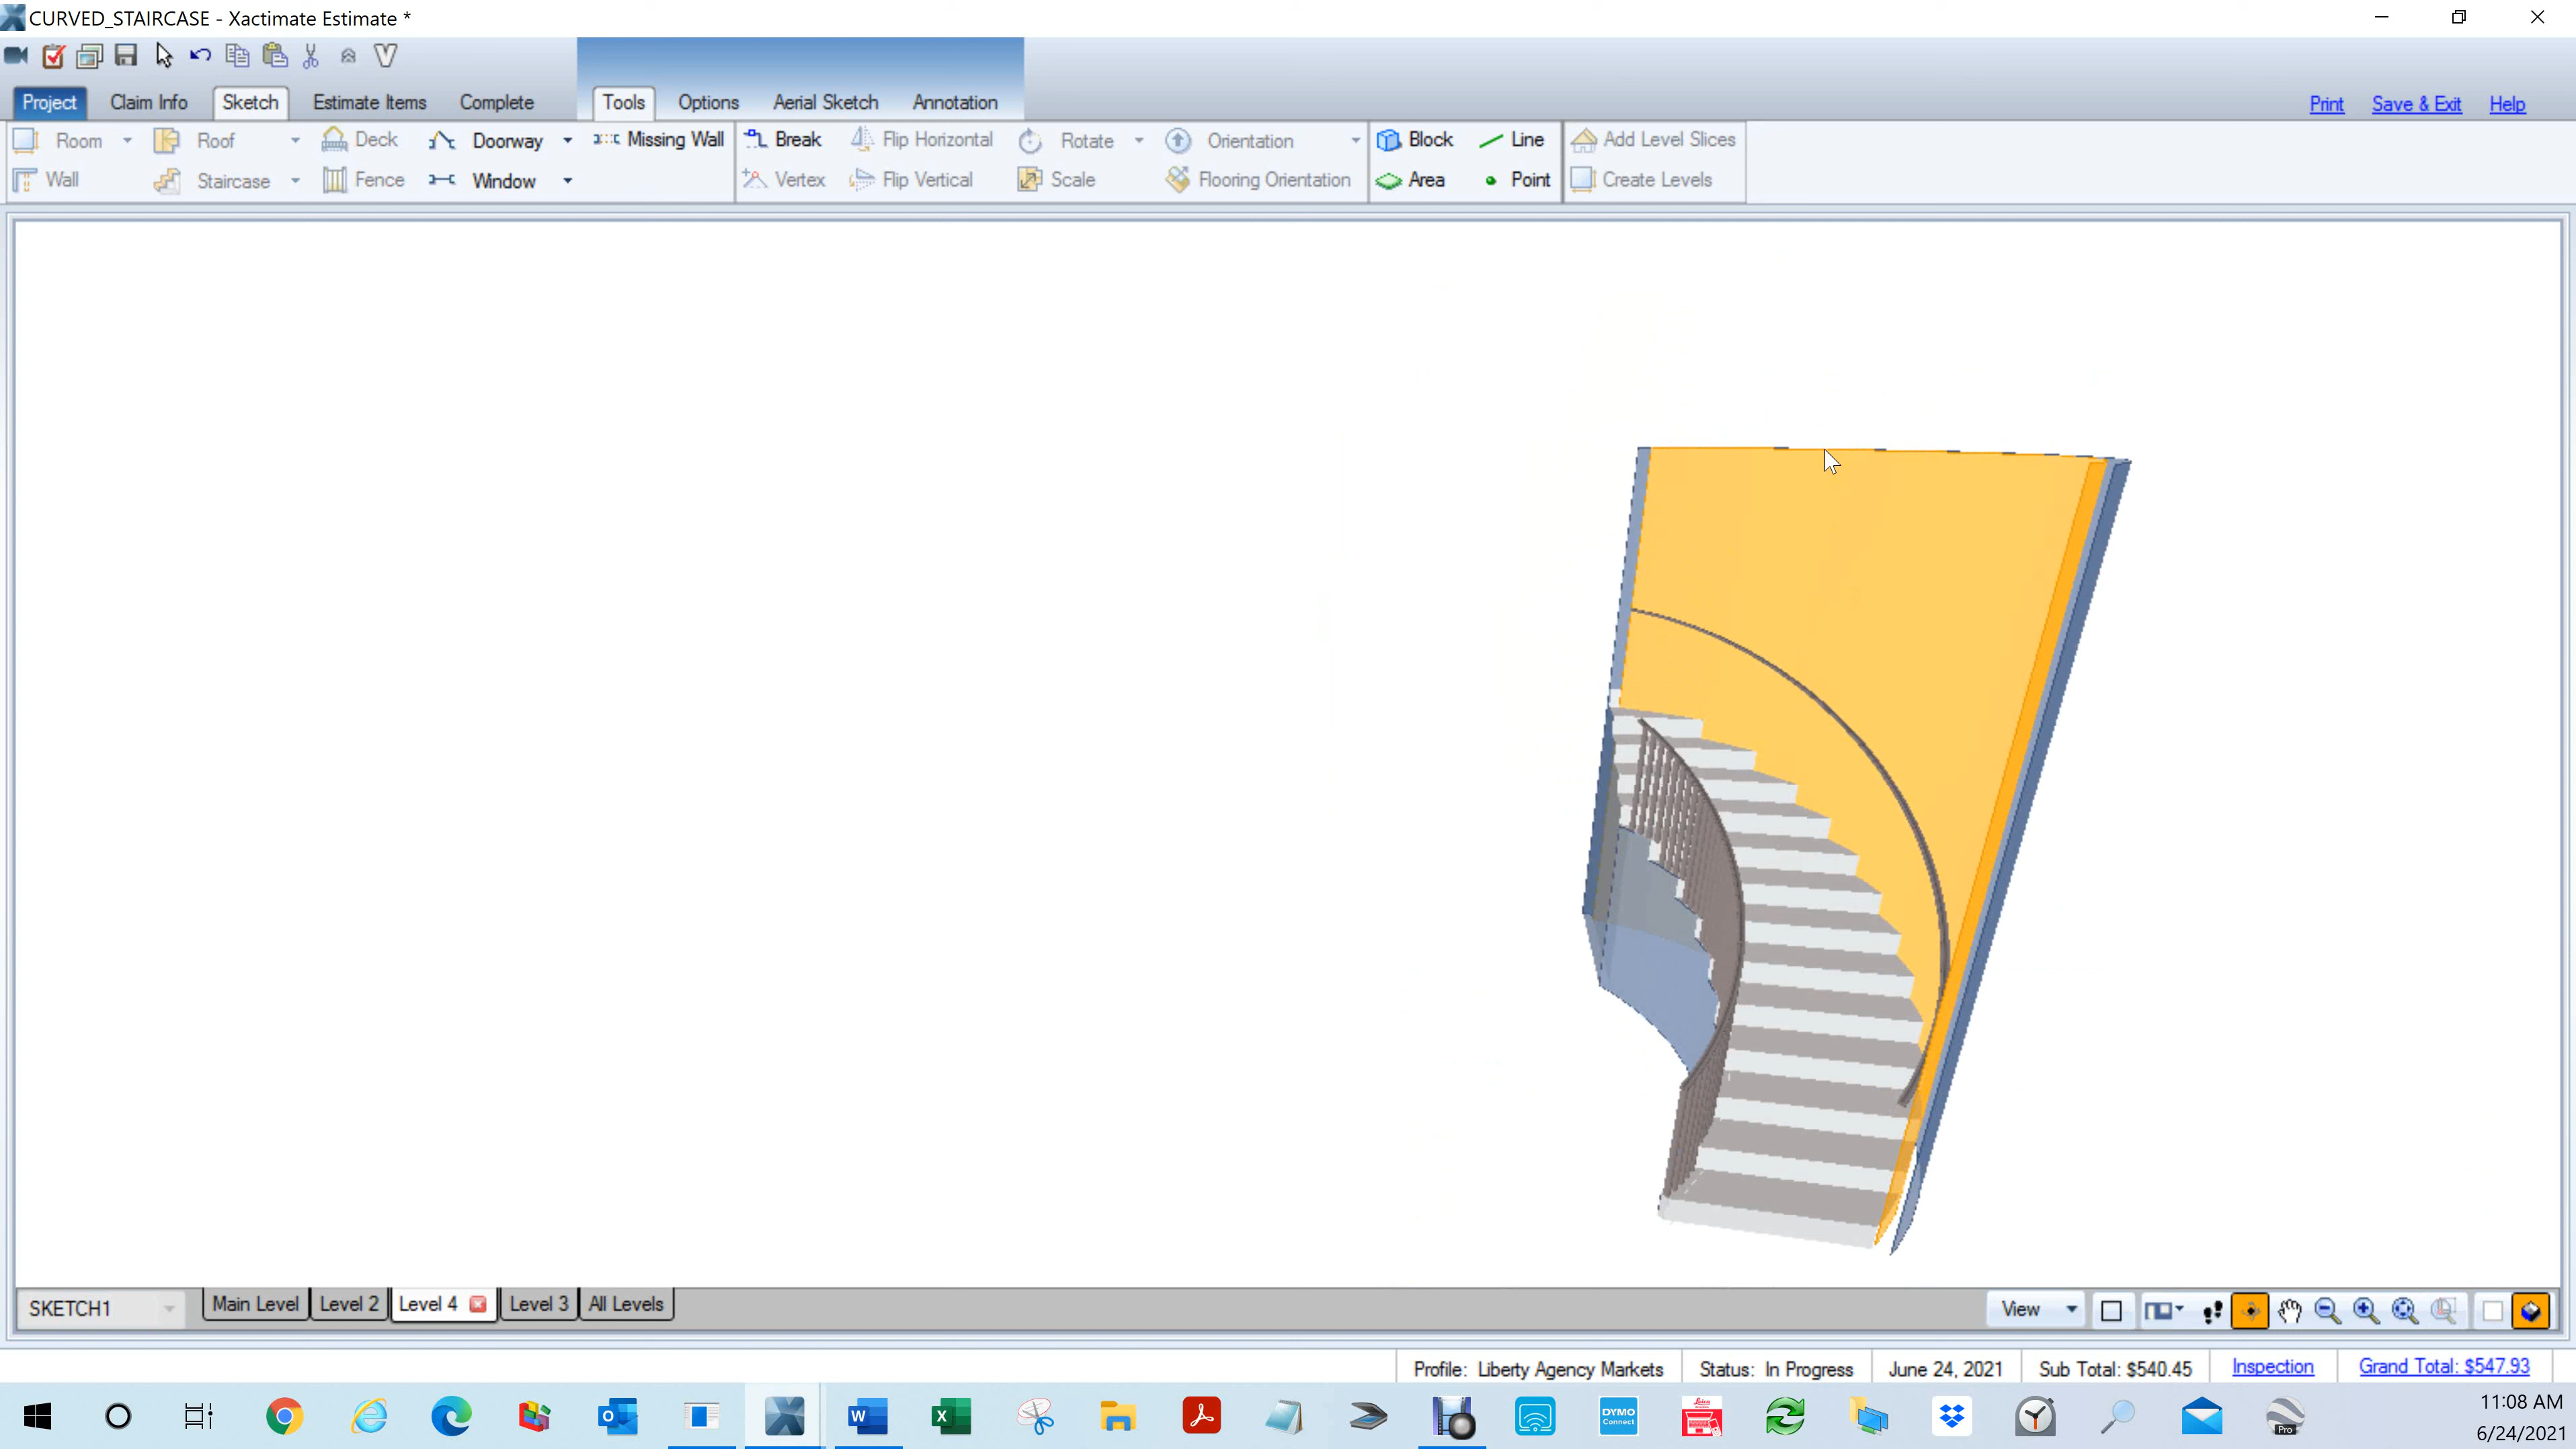 CURVED_STAIRCASE - Xactimate Estimate *
Project Claim Info Sketch Estimate Items Complete Tools Options Aerial Sketch Annotation Print Save & Exit Help
Room Roof Deck Doorway Missing Wall Break Flip Horizontal Rotate Orientation Block Line Add Level Slices
Wall Staircase Fence Window Vertex Flip Vertical Scale Flooring Orientation Area Point Create Levels
SKETCH1 Main Level Level 2 Level 4 Level 3 All Levels View
Profile: Liberty Agency Markets Status: In Progress June 24, 2021 Sub Total: $540.45 Inspection Grand Total: $547.93
DYMO
Connect
Pro
11:08 AM
6/24/2021